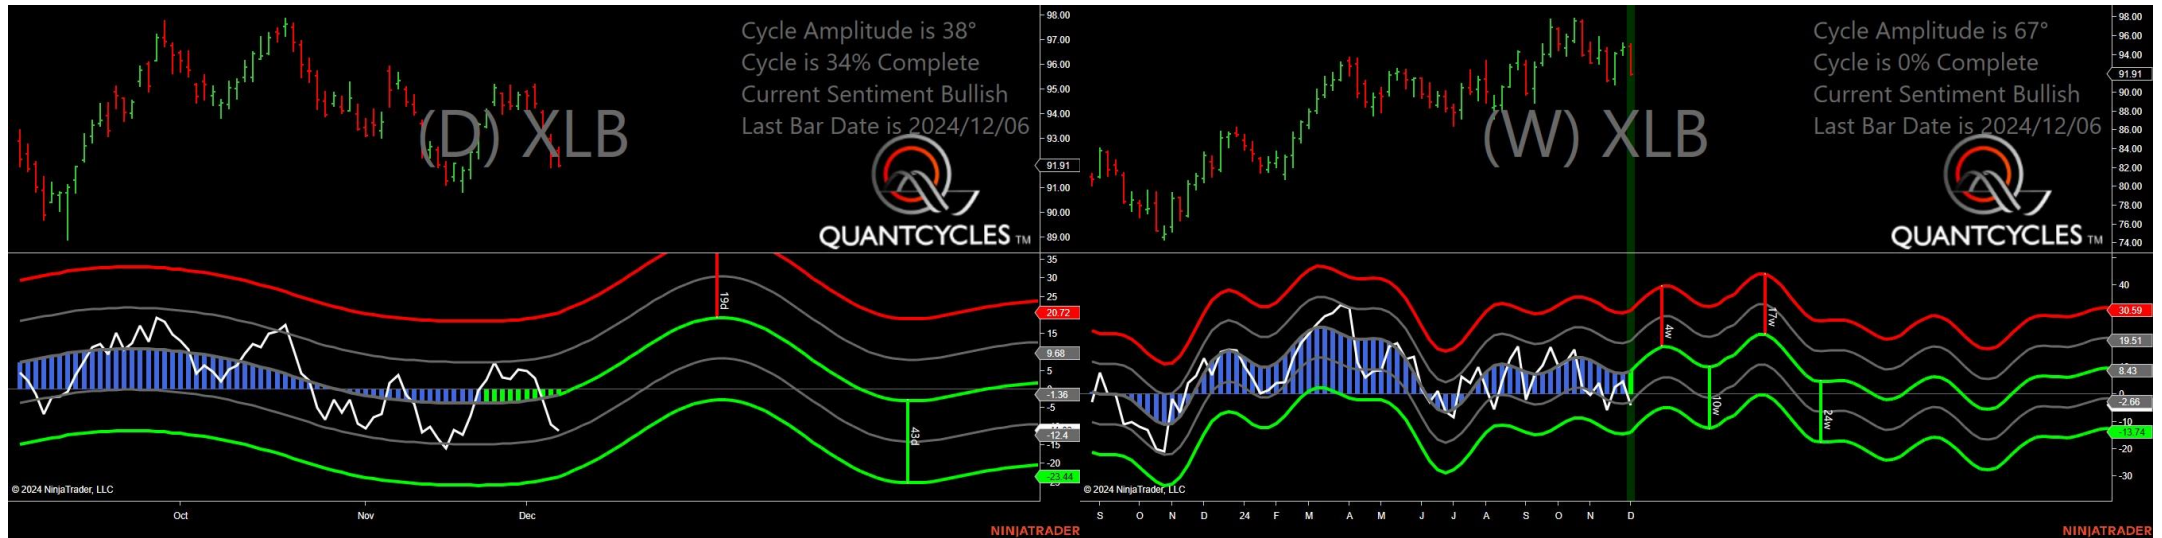 Cycle Amplitude is 38°
Cycle is 34% Complete
Current Sentiment Bullish
Last Bar Date is 2024/12/06
(D) XLB
QUANTCYCLES TM
98.00
97.00
96.00
95.00
94.00
93.00
91.91
91.00
90.00
89.00
35
30
25
20.72
15
9.68
5
-1.36
-5
-12.4
-15
-20
-23.44
19d
43d
© 2024 NinjaTrader, LLC
Oct Nov Dec
NINJATRADER
Cycle Amplitude is 67°
Cycle is 0% Complete
Current Sentiment Bullish
Last Bar Date is 2024/12/06
(W) XLB
QUANTCYCLES TM
98.00
96.00
94.00
91.91
90.00
88.00
86.00
84.00
82.00
80.00
78.00
76.00
74.00
40
30.59
19.51
8.43
0
-2.66
-10
-13.74
-20
-30
4w
10w
17w
24w
© 2024 NinjaTrader, LLC
S O N D 24 F M A M J J A S O N D
NINJATRADER